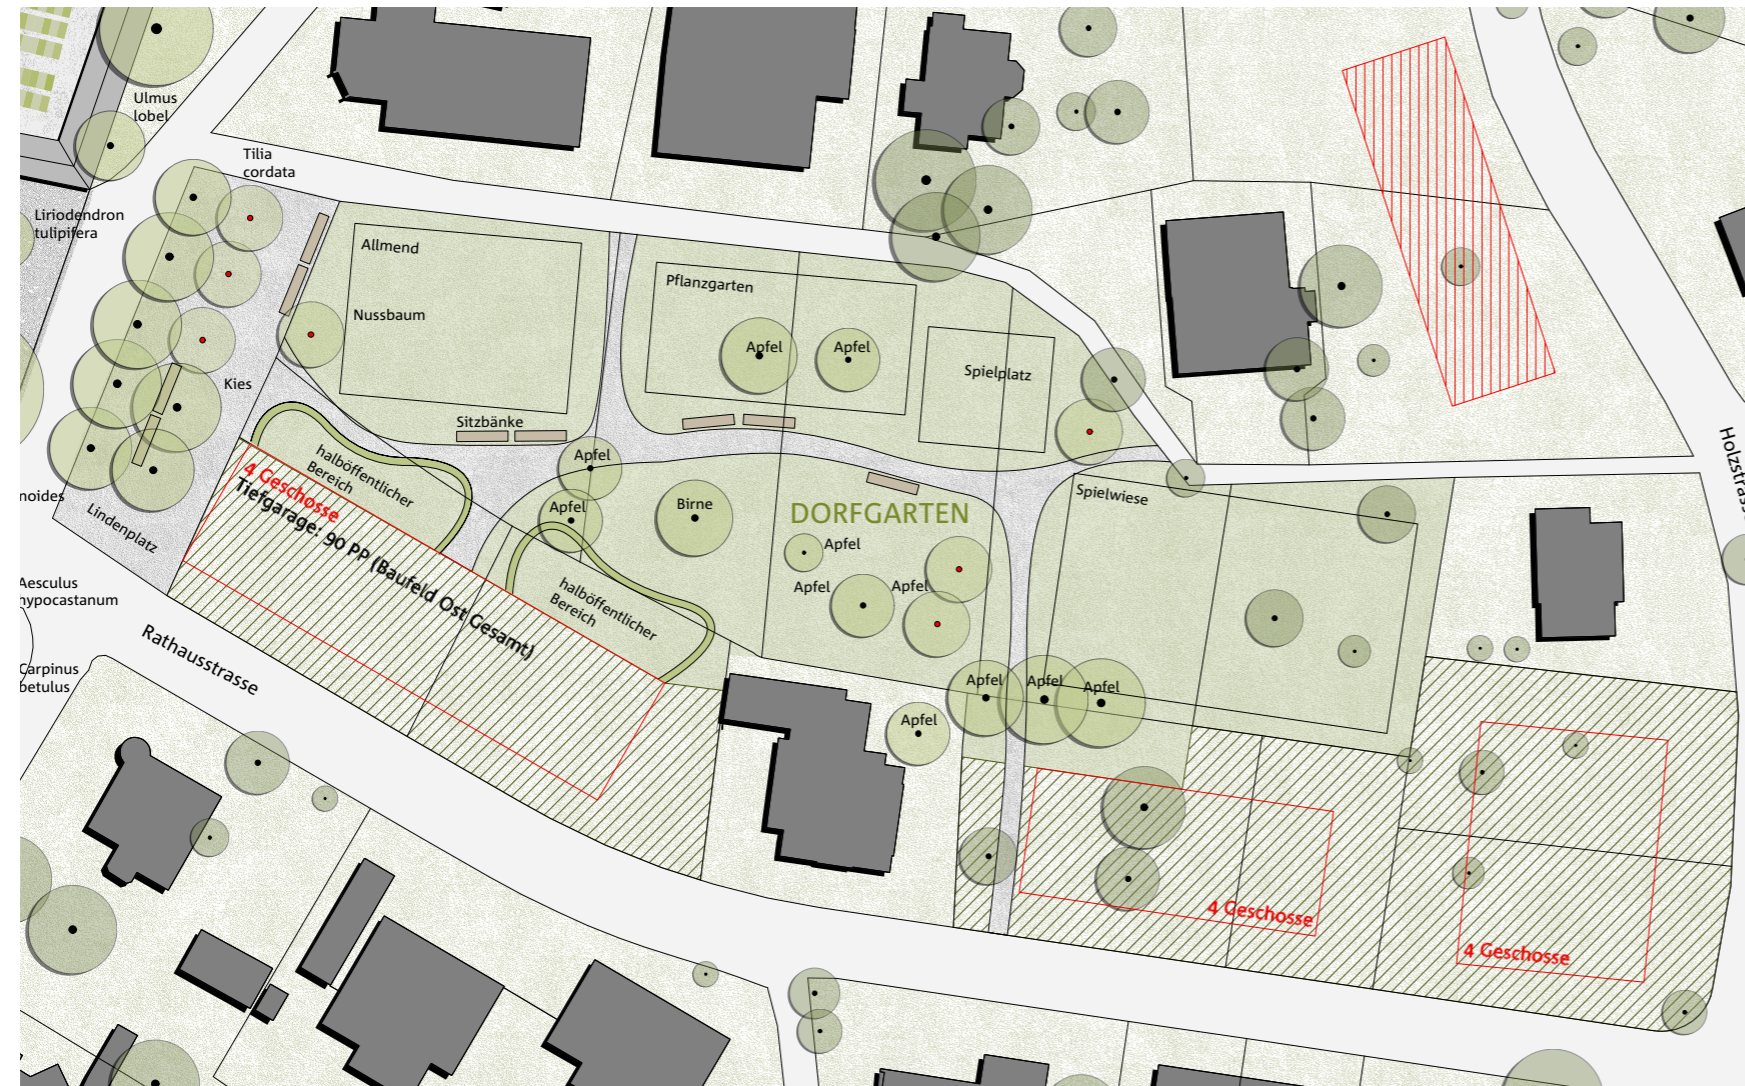 Ulmus
lobel
Tilia
cordata
Liriodendron
tulipifera
Allmend
Nussbaum
Pflanzgarten
Apfel
Apfel
Spielplatz
Kies
Sitzbänke
halböffentlicher
Bereich
Apfel
Apfel
Birne
DORFGARTEN
Apfel
Apfel
Apfel
Spielwiese
Holzstrasse
4 Geschosse
Tiefgarage: 90 PP (Baufeld Ost Gesamt)
noides
Lindenplatz
halböffentlicher
Bereich
Aesculus
hypocastanum
Rathausstrasse
Carpinus
betulus
Apfel
Apfel
Apfel
Apfel
4 Geschosse
4 Geschosse